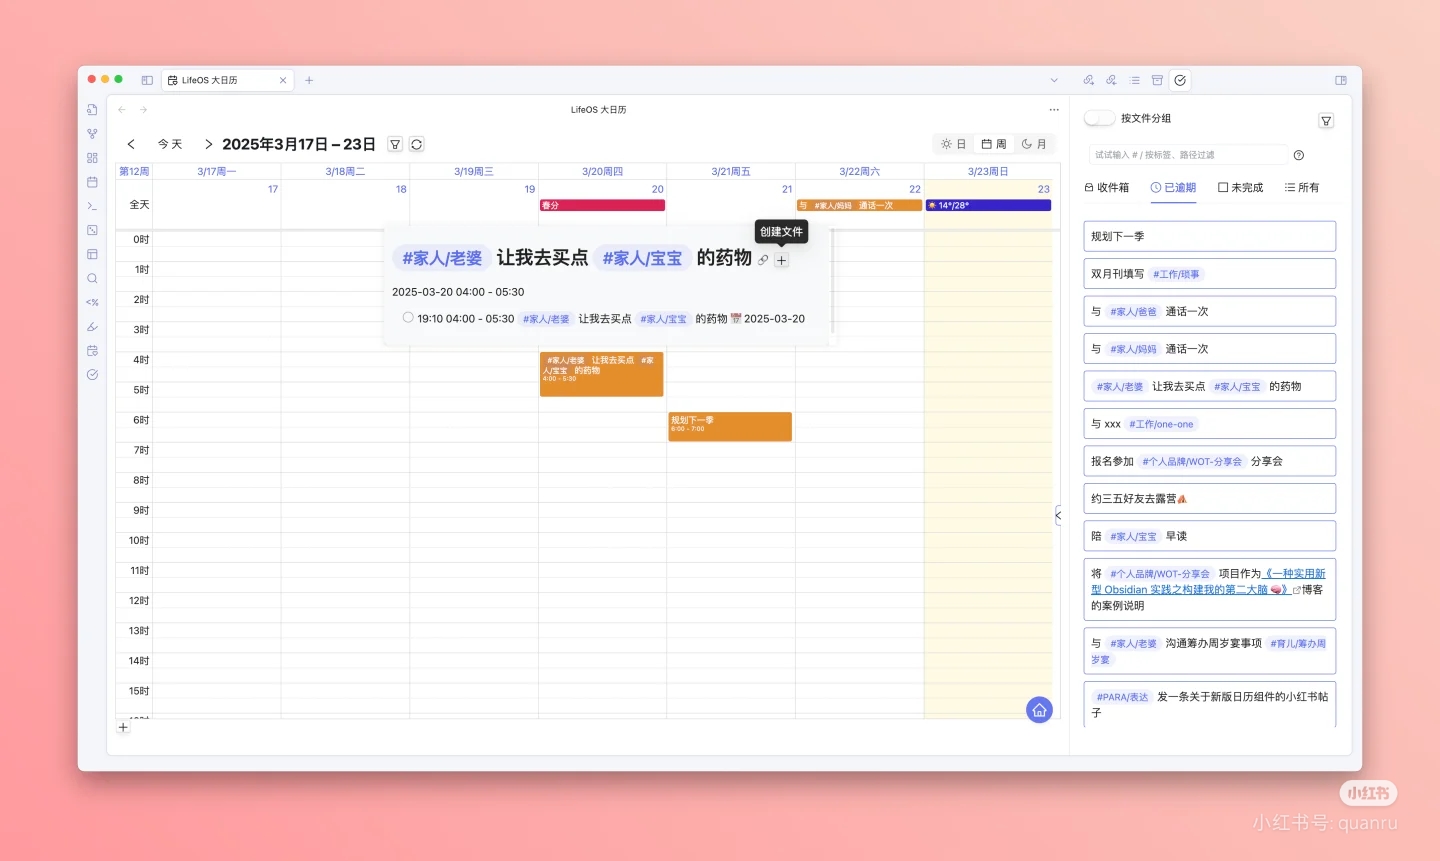 LifeOS 大日历
LifeOS 大日历
今天
2025年3月17日 – 23日
日
周
月
第12周
3/17周一
3/18周二
3/19周三
3/20周四
3/21周五
3/22周六
3/23周日
17
18
19
20
21
22
23
全天
春分
与 #家人/妈妈 通话一次
14°/28°
创建文件
#家人/老婆 让我去买点 #家人/宝宝 的药物
2025-03-20 04:00 - 05:30
19:10 04:00 - 05:30 #家人/老婆 让我去买点 #家人/宝宝 的药物 📅 2025-03-20
0时
1时
2时
3时
4时
5时
6时
7时
8时
9时
10时
11时
12时
13时
14时
15时
#家人/老婆 让我去买点 #家
人/宝宝 的药物
4:00 - 5:30
规划下一季
6:00 - 7:00
按文件分组
试试输入 # / 按标签、路径过滤
收件箱
已逾期
未完成
所有
规划下一季
双月刊填写 #工作/琐事
与 #家人/爸爸 通话一次
与 #家人/妈妈 通话一次
#家人/老婆 让我去买点 #家人/宝宝 的药物
与 xxx #工作/one-one
报名参加 #个人品牌/WOT-分享会 分享会
约三五好友去露营⛺
陪 #家人/宝宝 早读
将 #个人品牌/WOT-分享会 项目作为《一种实用新
型 Obsidian 实践之构建我的第二大脑 🧠》博客
的案例说明
与 #家人/老婆 沟通筹办周岁宴事项 #育儿/筹办周
岁宴
#PARA/表达 发一条关于新版日历组件的小红书帖
子
小红书
小红书号: quanru